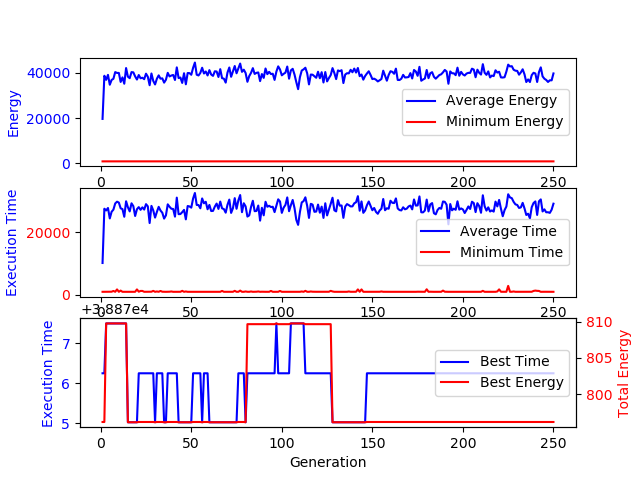 40000
20000
0
Energy
Average Energy
Minimum Energy
0 50 100 150 200 250
20000
0
Execution Time
Average Time
Minimum Time
0 50 100 150 200 250
+3.887e4
7
6
5
Execution Time
Best Time
Best Energy
810
805
800
Total Energy
0 50 100 150 200 250
Generation